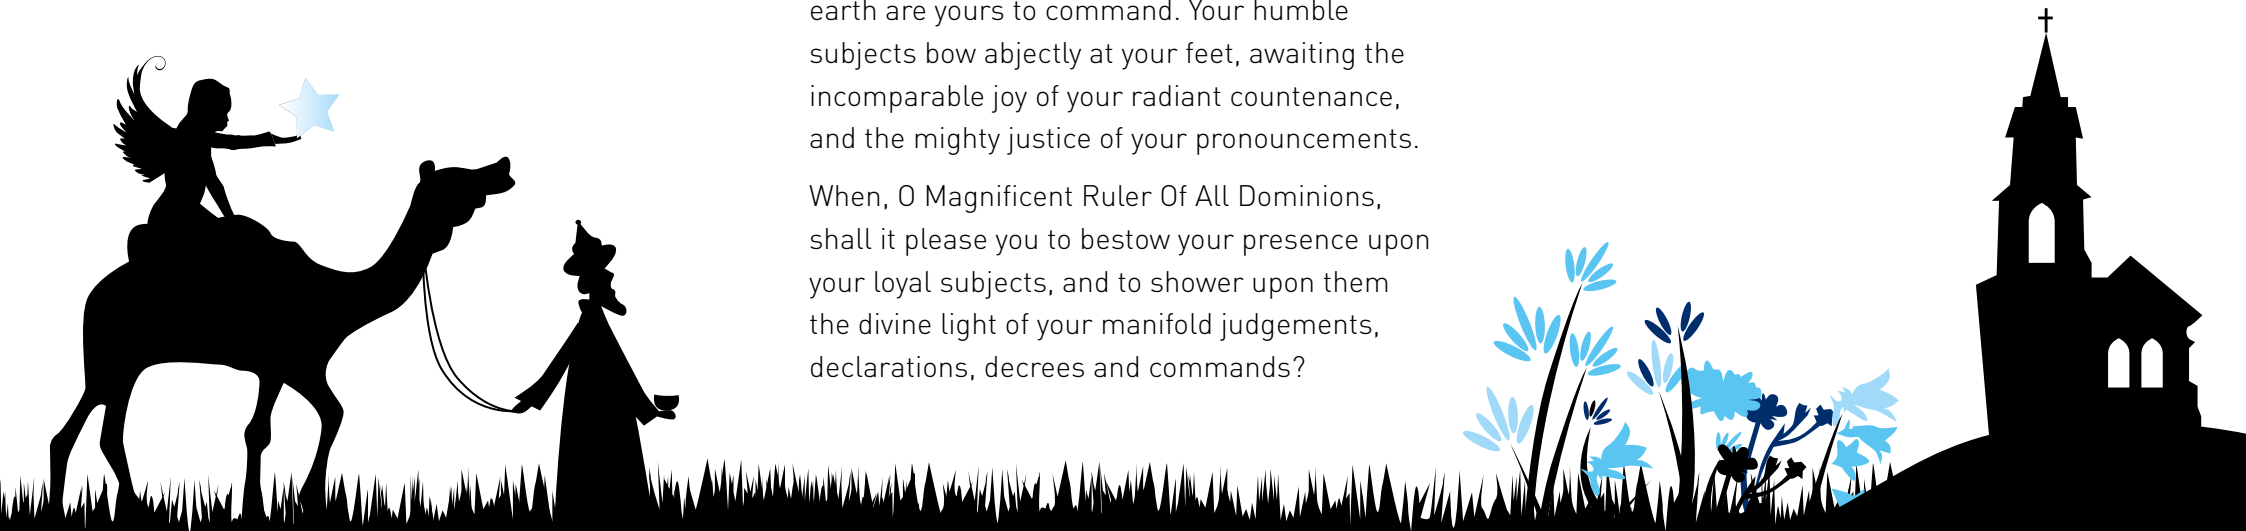 earth are yours to command. Your humble
subjects bow abjectly at your feet, awaiting the
incomparable joy of your radiant countenance,
and the mighty justice of your pronouncements.
When, O Magnificent Ruler Of All Dominions,
shall it please you to bestow your presence upon
your loyal subjects, and to shower upon them
the divine light of your manifold judgements,
declarations, decrees and commands?